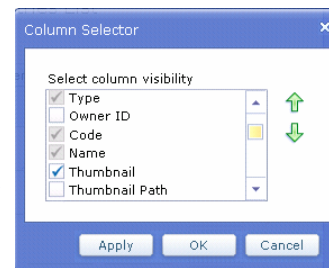 Column Selector
Select column visibility
Type
Owner ID
Code
Name
Thumbnail
Thumbnail Path
Apply
OK
Cancel